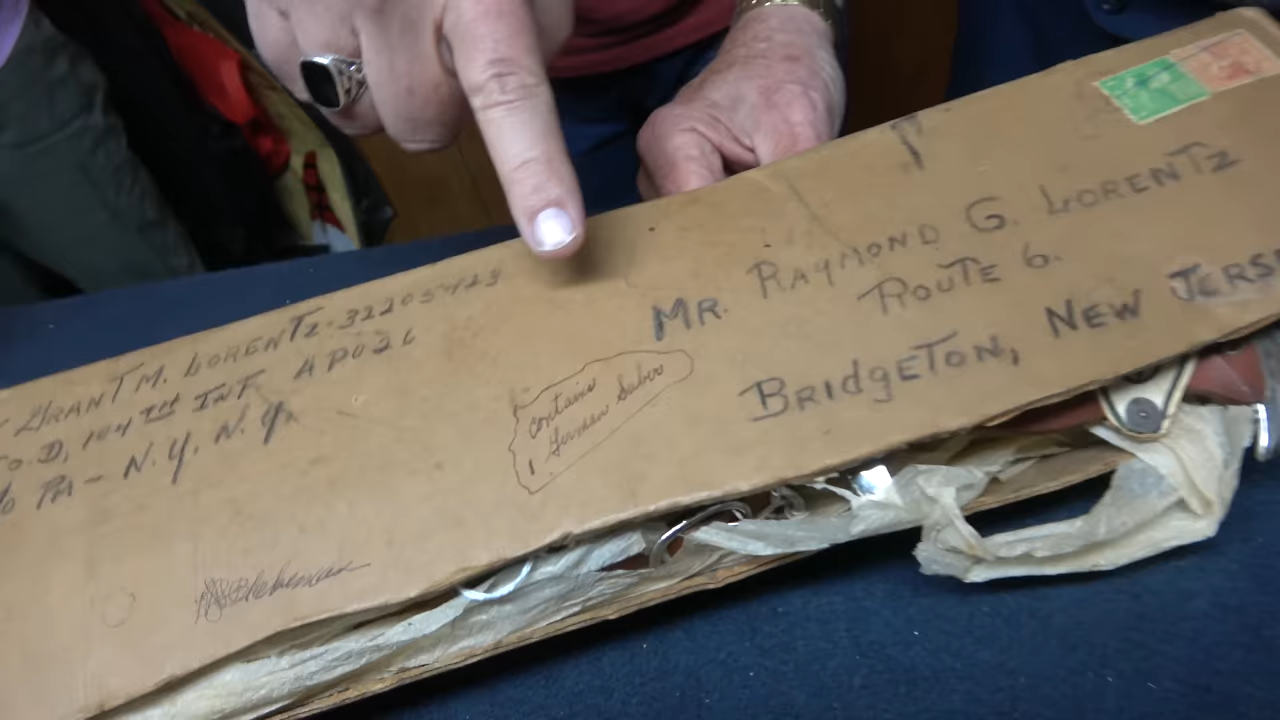 GRANT M. LORENTZ - 32205423
CO. D, 104TH INF APO 26
% PM - N.Y, N.Y.
MR. RAYMOND G. LORENTZ
ROUTE 6.
BRIDGETON, NEW JERS
contains
1 German Saber